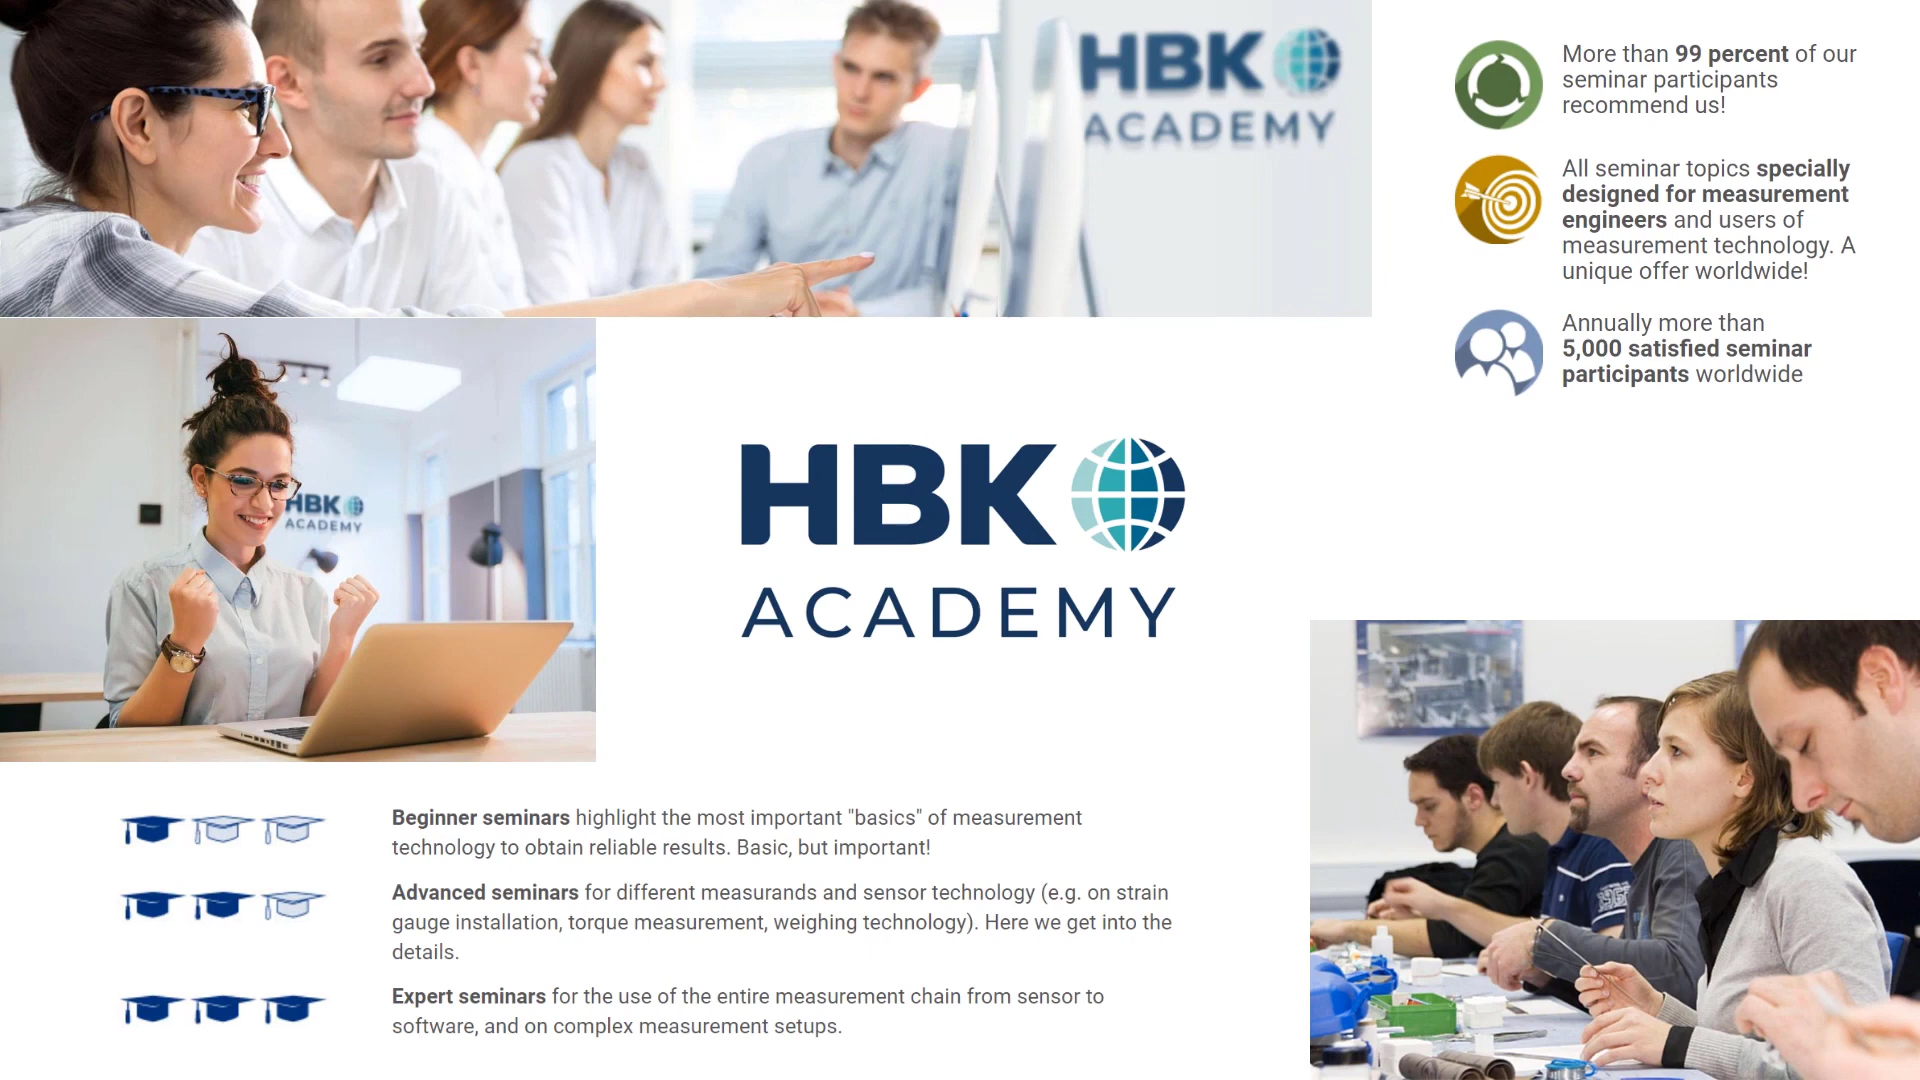 HBK
ACADEMY
More than 99 percent of our
seminar participants
recommend us!
All seminar topics specially
designed for measurement
engineers and users of
measurement technology. A
unique offer worldwide!
Annually more than
5,000 satisfied seminar
participants worldwide
HBK
ACADEMY
HBK
ACADEMY
Beginner seminars highlight the most important "basics" of measurement
technology to obtain reliable results. Basic, but important!
Advanced seminars for different measurands and sensor technology (e.g. on strain
gauge installation, torque measurement, weighing technology). Here we get into the
details.
Expert seminars for the use of the entire measurement chain from sensor to
software, and on complex measurement setups.